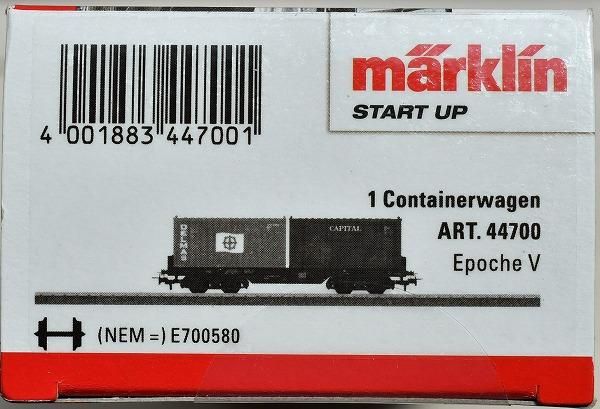 märklin
START UP
4 001883 447001
1 Containerwagen
ART. 44700
Epoche V
DELMAS
CAPITAL
(NEM =) E700580